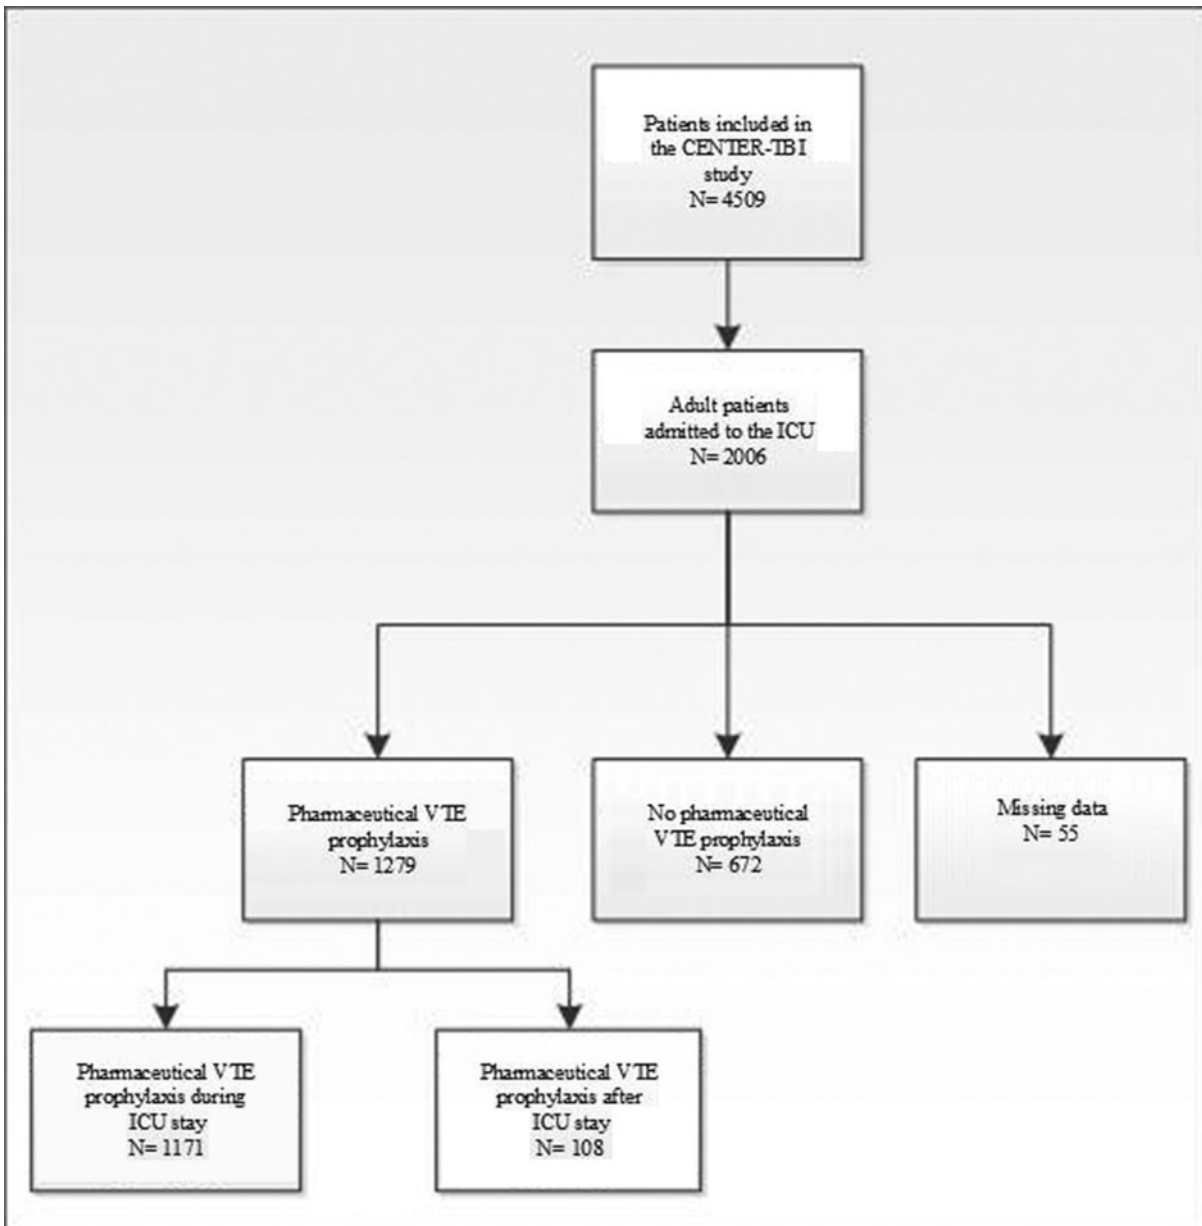 Patients included in
the CENTER-TBI
study
N= 4509
Adult patients
admitted to the ICU
N= 2006
Pharmaceutical VTE
prophylaxis
N= 1279
No pharmaceutical
VTE prophylaxis
N= 672
Missing data
N= 55
Pharmaceutical VTE
prophylaxis during
ICU stay
N= 1171
Pharmaceutical VTE
prophylaxis after
ICU stay
N= 108